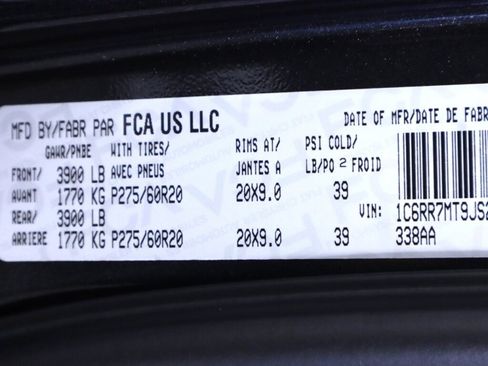 MFD BY/FABR PAR FCA US LLC DATE OF MFR/DATE DE FABR
GAWR/PNBE WITH TIRES/ RIMS AT/ PSI COLD/
FRONT/ 3900 LB AVEC PNEUS JANTES A LB/PO 2 FROID
AVANT 1770 KG P275/60R20 20X9.0 39
REAR/ 3900 LB VIN: 1C6RR7MT9JS2
ARRIERE 1770 KG P275/60R20 20X9.0 39 338AA